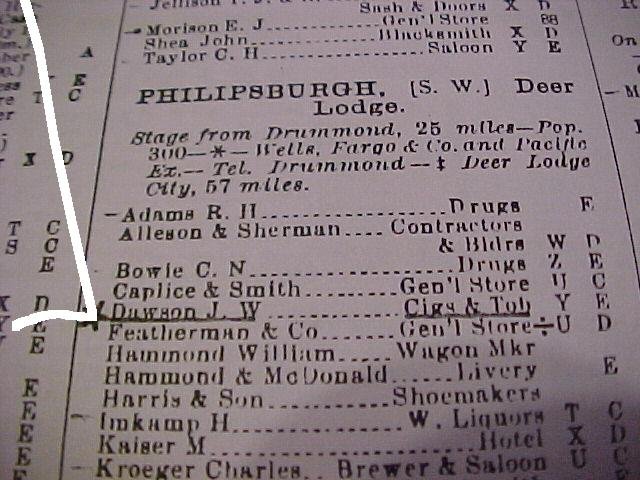 Sash & Doors X D
Morison E. J Gen'l Store
Shea John Blacksmith X D
Taylor C. H Saloon Y E
PHILIPSBURGH, [S. W.] Deer
Lodge.
Stage from Drummond, 25 miles—Pop.
300—*—Wells, Fargo & Co. and Pacific
Ex.—Tel. Drummond—‡ Deer Lodge
City, 57 miles.
—Adams R. H. Drugs E
Alleson & Sherman Contractors
& Bldrs W D
Bowie C. N. Drugs Z E
Caplice & Smith Gen'l Store U C
Dawson J. W Cigs & Tob Y E
Featherman & Co. Gen'l Store÷U D
Hammond William Wagon Mkr
Hammond & McDonald Livery E
Harris & Son Shoemakers
—Imkamp H. W. Liquors T C
Kaiser M. Hotel X D
—Kroeger Charles Brewer & Saloon U C